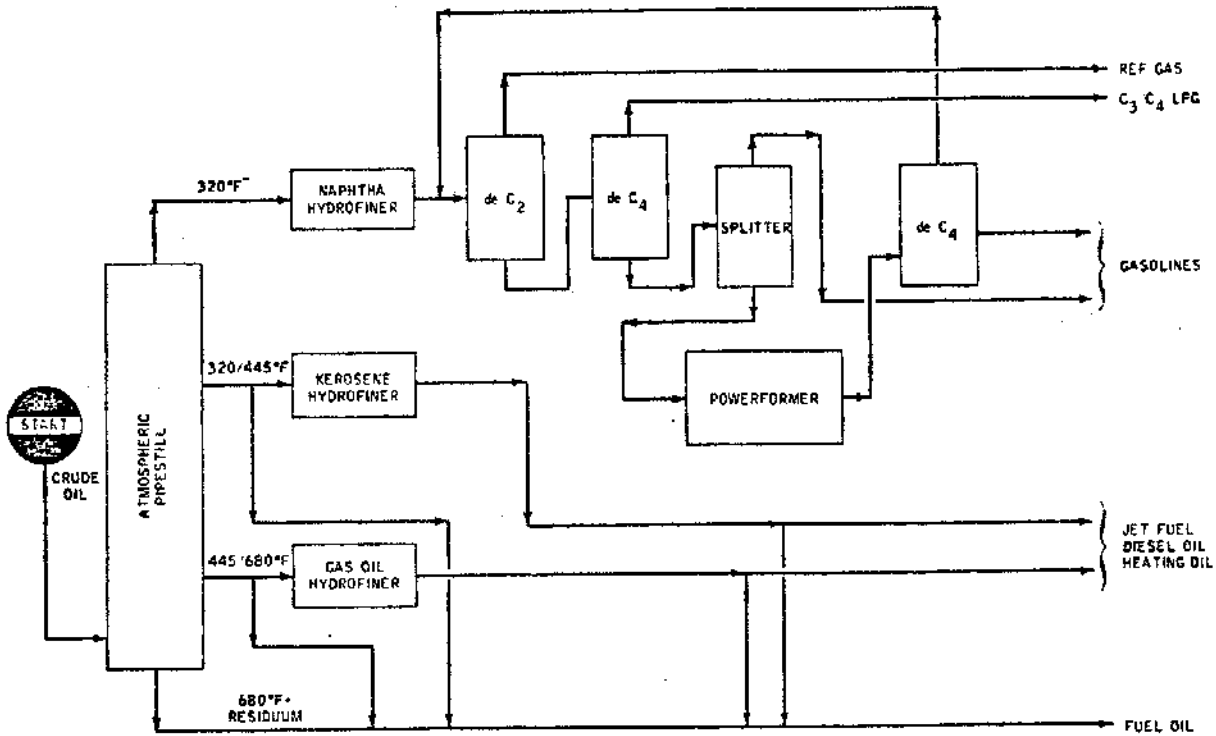 REF GAS
C3 C4 LPG
320°F-
NAPHTHA
HYDROFINER
de C2
de C4
SPLITTER
de C4
GASOLINES
320/445°F
KEROSENE
HYDROFINER
POWERFORMER
START
CRUDE
OIL
ATMOSPHERIC
PIPESTILL
445/680°F
GAS OIL
HYDROFINER
JET FUEL
DIESEL OIL
HEATING OIL
680°F+
RESIDUUM
FUEL OIL